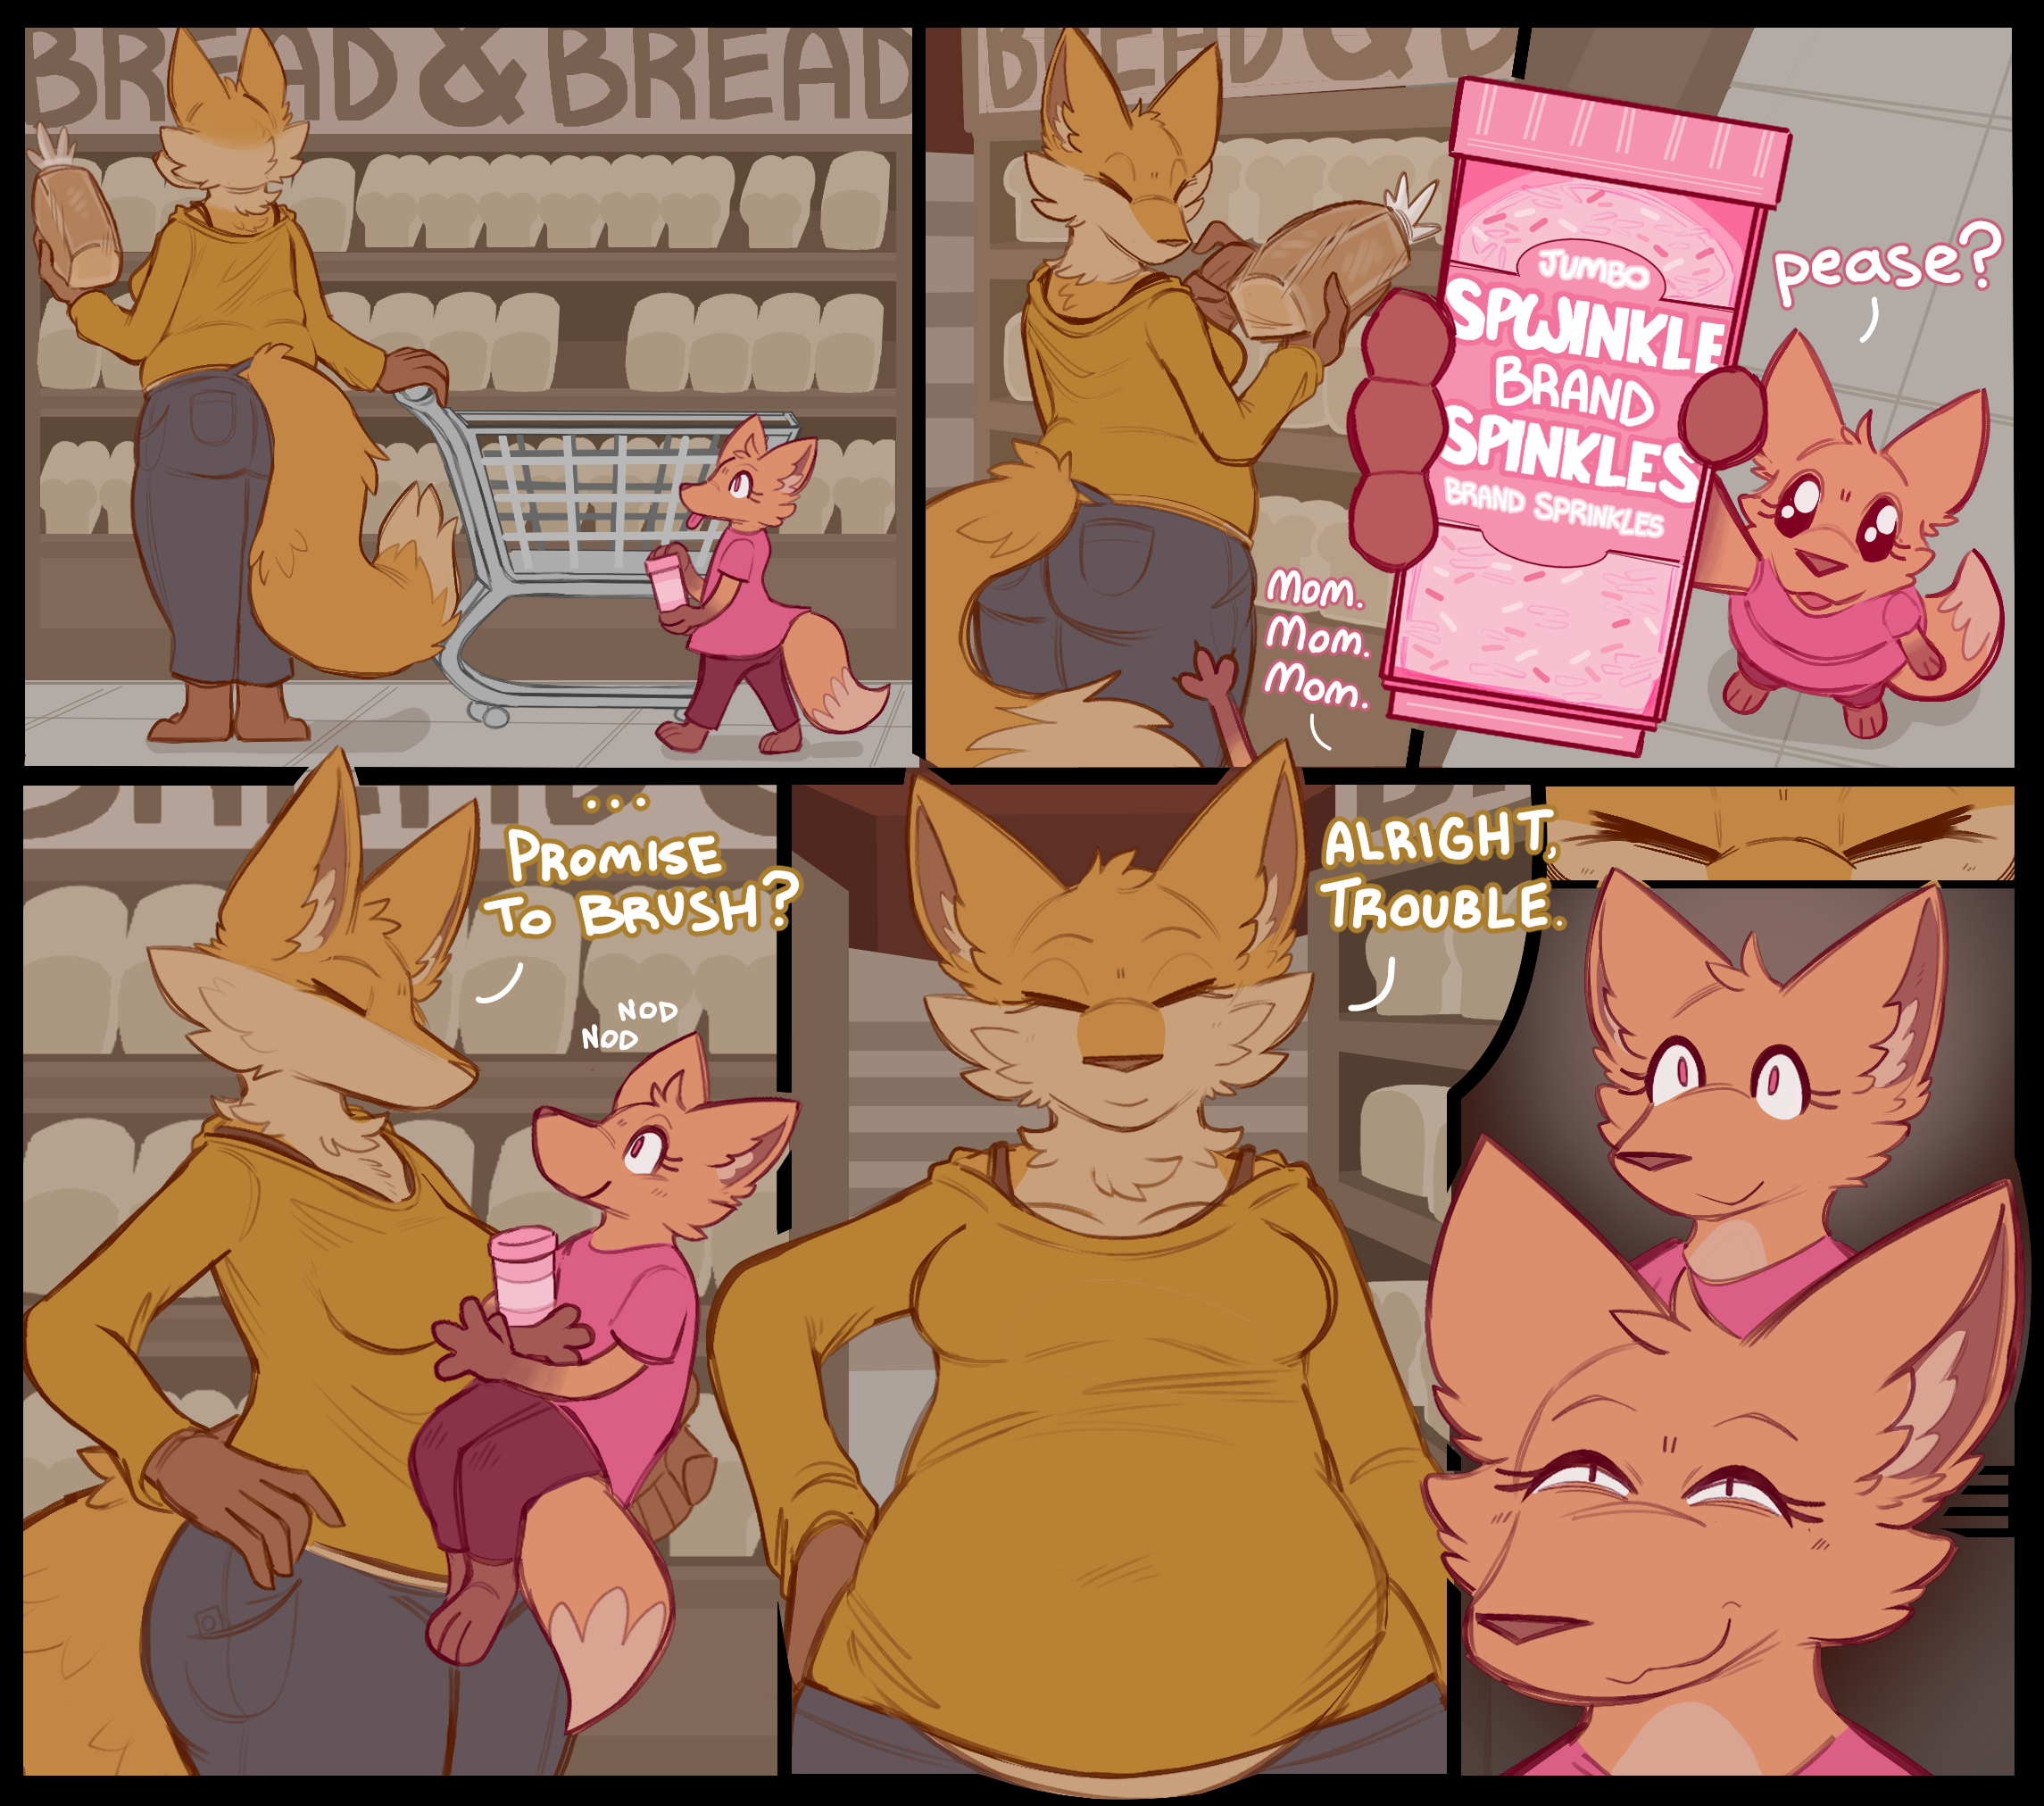 BREAD & BREAD
BREAD & B
Mom.
Mom.
Mom.
JUMBO
SPWINKLE
BRAND
SPINKLES
BRAND SPRINKLES
pease?
...
PROMISE
TO BRUSH?
NOD
NOD
ALRIGHT,
TROUBLE.